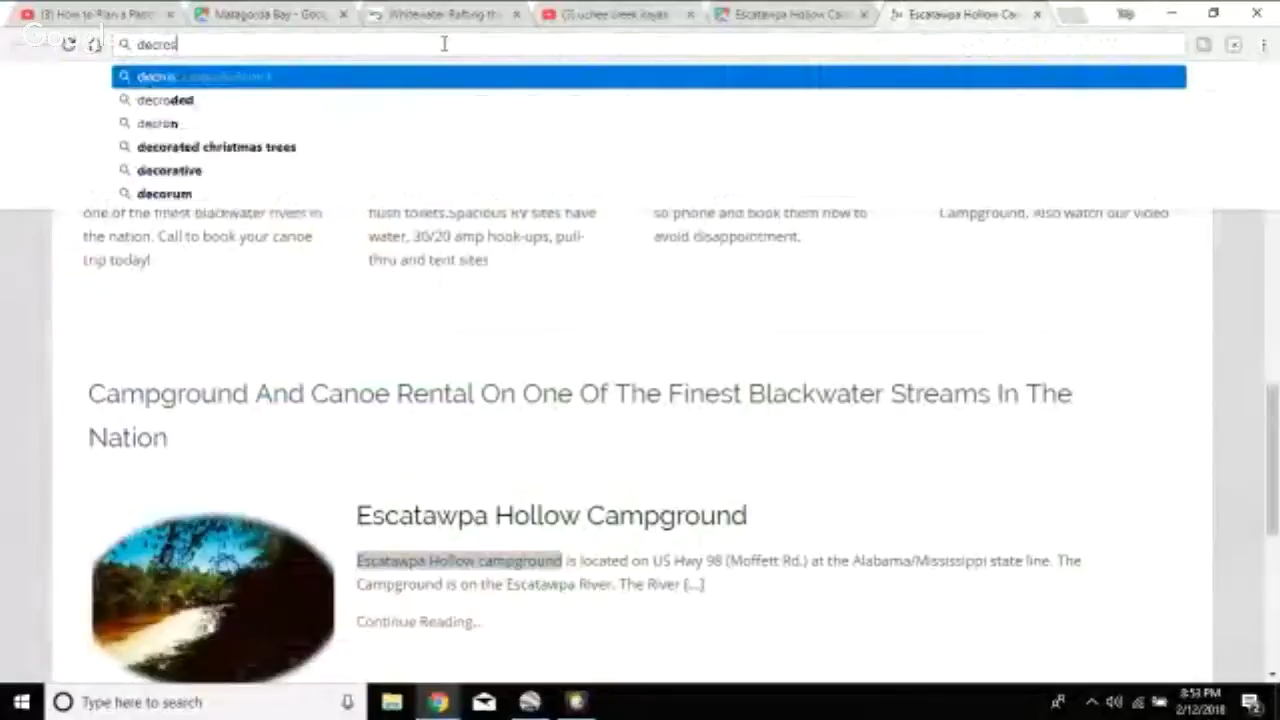 (3) How to Plan a
Matagorda Bay - Goo
Whitewater Rafting th
Uchee creek kayak
Escatawpa Hollow Ca
Escatawpa Hollow Ca
decroded
decron
decorated christmas trees
decorative
decorum
one of the finest blackwater rivers in
the nation. Call to book your canoe
trip today!
flush toilets.Spacious RV sites have
water, 30/20 amp hook-ups, pull-
thru and tent sites
so phone and book them now to
avoid disappointment.
Campground. Also watch our video
Campground And Canoe Rental On One Of The Finest Blackwater Streams In The
Nation
Escatawpa Hollow Campground
Escatawpa Hollow campground is located on US Hwy 98 (Moffett Rd.) at the Alabama/Mississippi state line. The
Campground is on the Escatawpa River. The River [...]
Continue Reading...
Type here to search
8:53 PM
2/12/2018